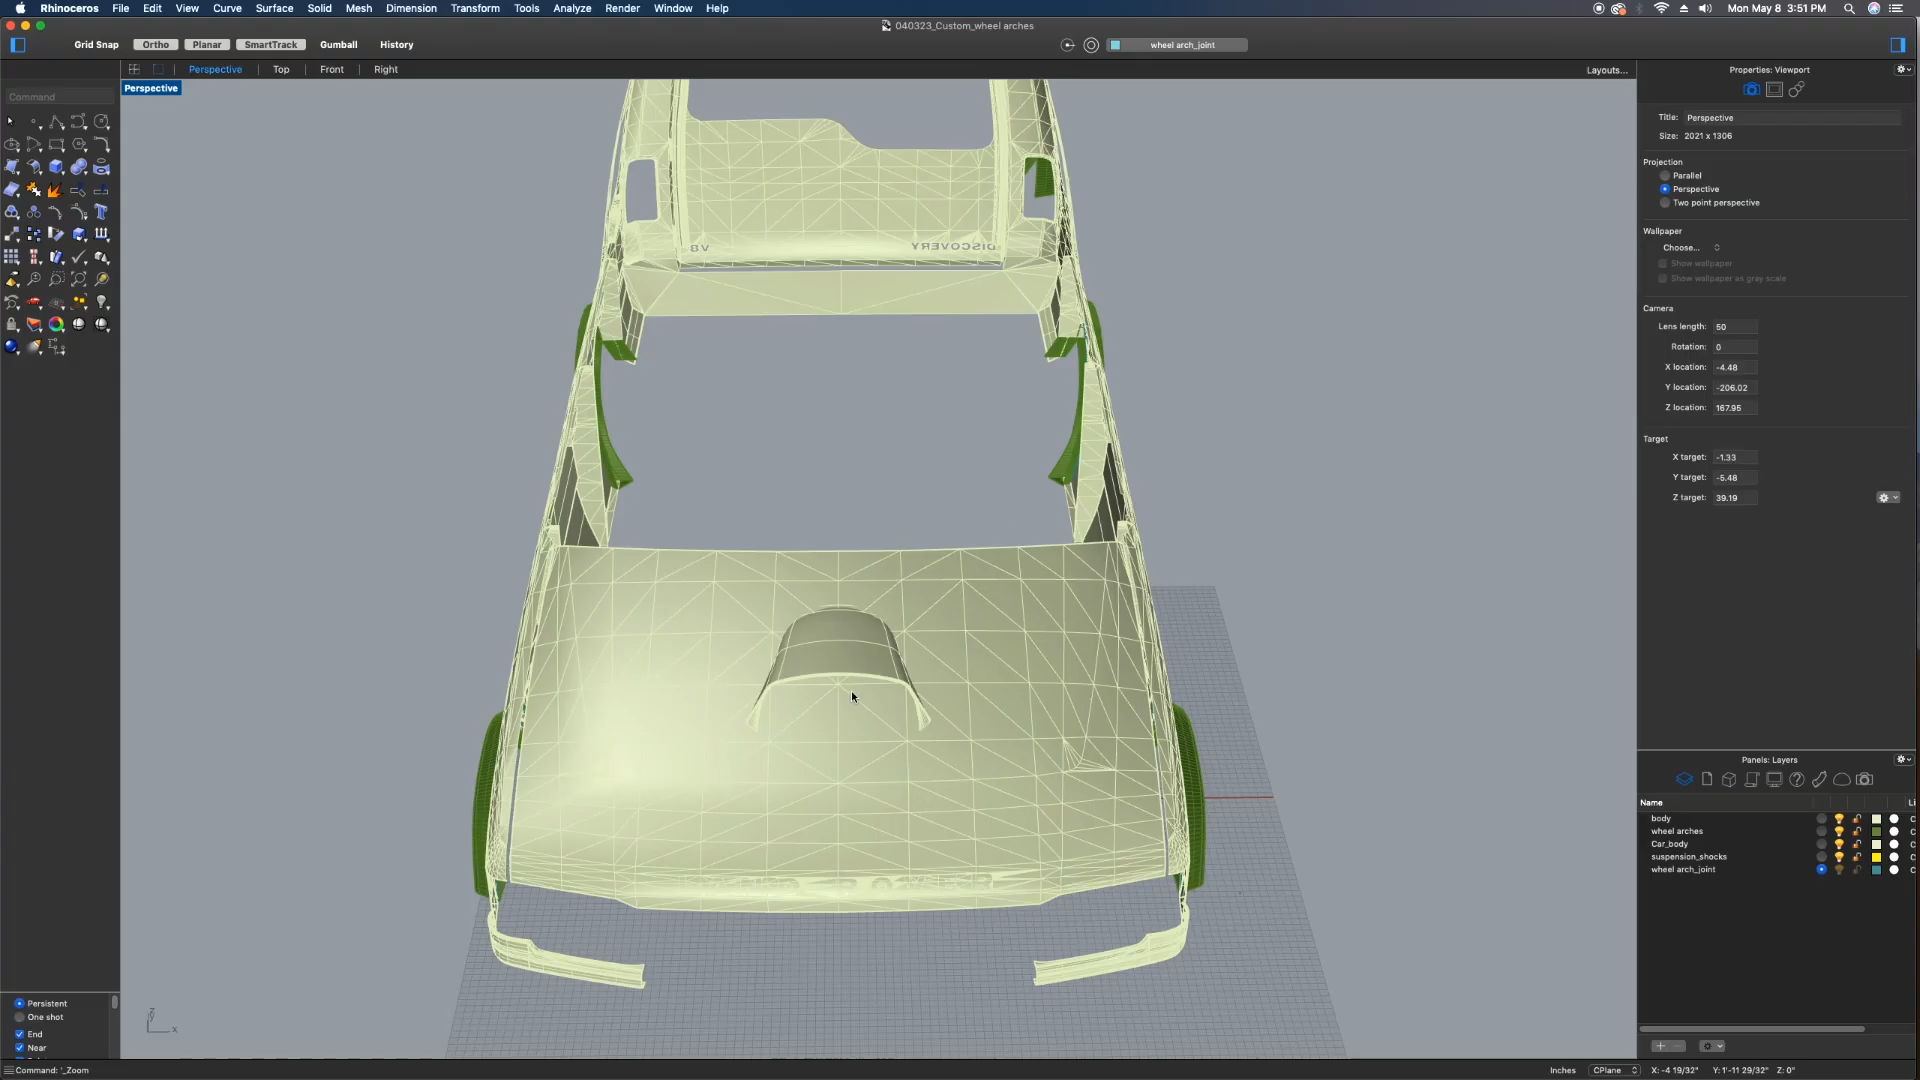 Rhinoceros File Edit View Curve Surface Solid Mesh Dimension Transform Tools Analyze Render Window Help Mon May 8 3:51 PM
040323_Custom_wheel arches
Grid Snap Ortho Planar SmartTrack Gumball History wheel arch_joint
Perspective Top Front Right Layouts...
Properties: Viewport
Perspective
Command
Title: Perspective
Size: 2021 x 1306
Projection
Parallel
Perspective
Two point perspective
Wallpaper
Choose...
Show wallpaper
Show wallpaper as gray scale
Camera
Lens length: 50
Rotation: 0
X location: -4.48
Y location: -206.02
Z location: 167.95
Target
X target: -1.33
Y target: -5.48
Z target: 39.19
V8 DISCOVERY
Panels: Layers
Name Li
body
wheel arches
Car_body
suspension_shocks
wheel arch_joint
Persistent
One shot
End
Near
z
y
x
Command: '_Zoom
Inches CPlane X: -4 19/32" Y: 1'-11 29/32" Z: 0"